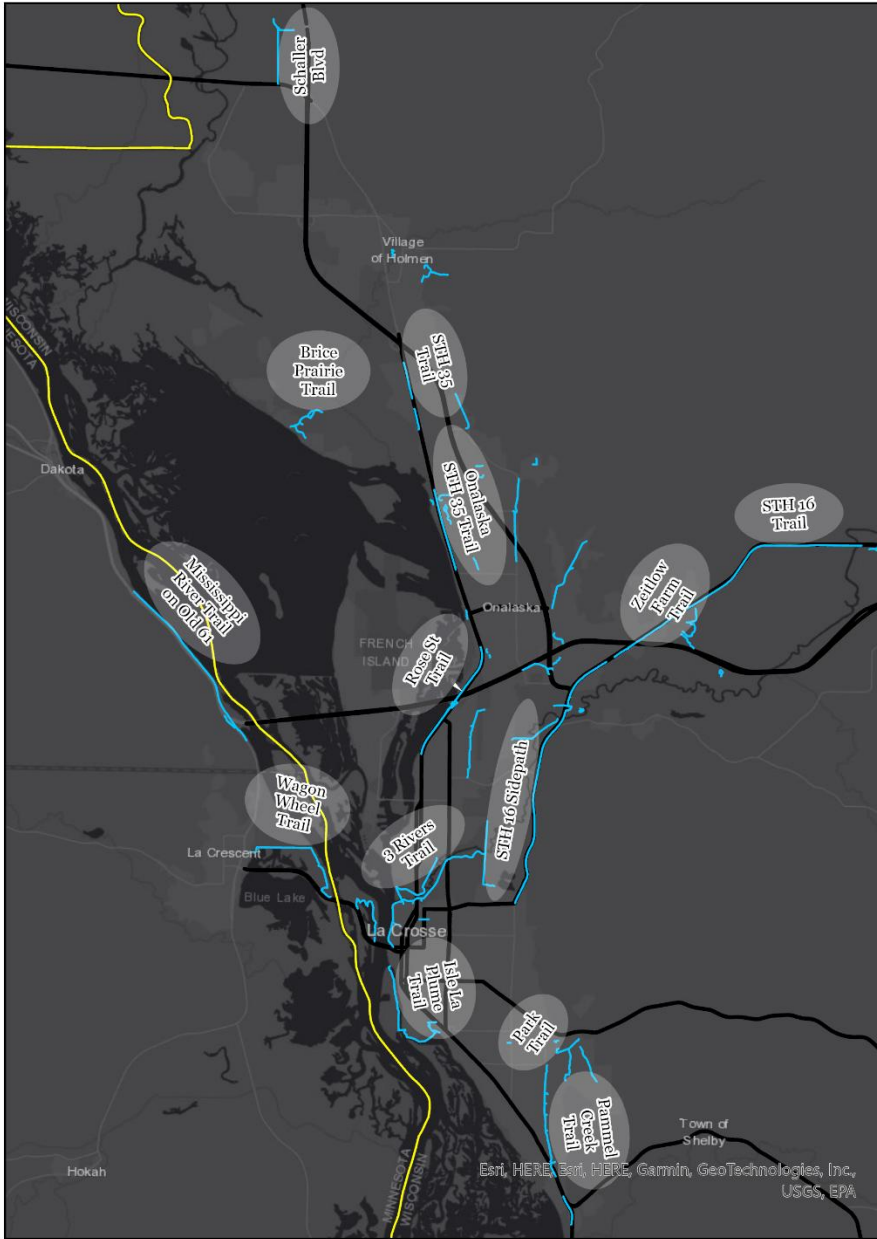 Schaller
Blvd
Village
of Holmen
WISCONSIN
MINNESOTA
Brice
Prairie
Trail
STH 35
Trail
Dakota
Onalaska
STH 35 Trail
STH 16
Trail
Mississippi
River Trail
on Old 61
Zeitlow
Farm
Trail
Onalaska
FRENCH
ISLAND
Rose St
Trail
Wagon
Wheel
Trail
STH 16 Sidepath
3 Rivers
Trail
La Crescent
Blue Lake
La Crosse
Isle La
Plume
Trail
Park
Trail
Pammel
Creek
Trail
Town of
Shelby
Hokah
MINNESOTA
WISCONSIN
Esri, HERE, Esri, HERE, Garmin, GeoTechnologies, Inc.,
USGS, EPA